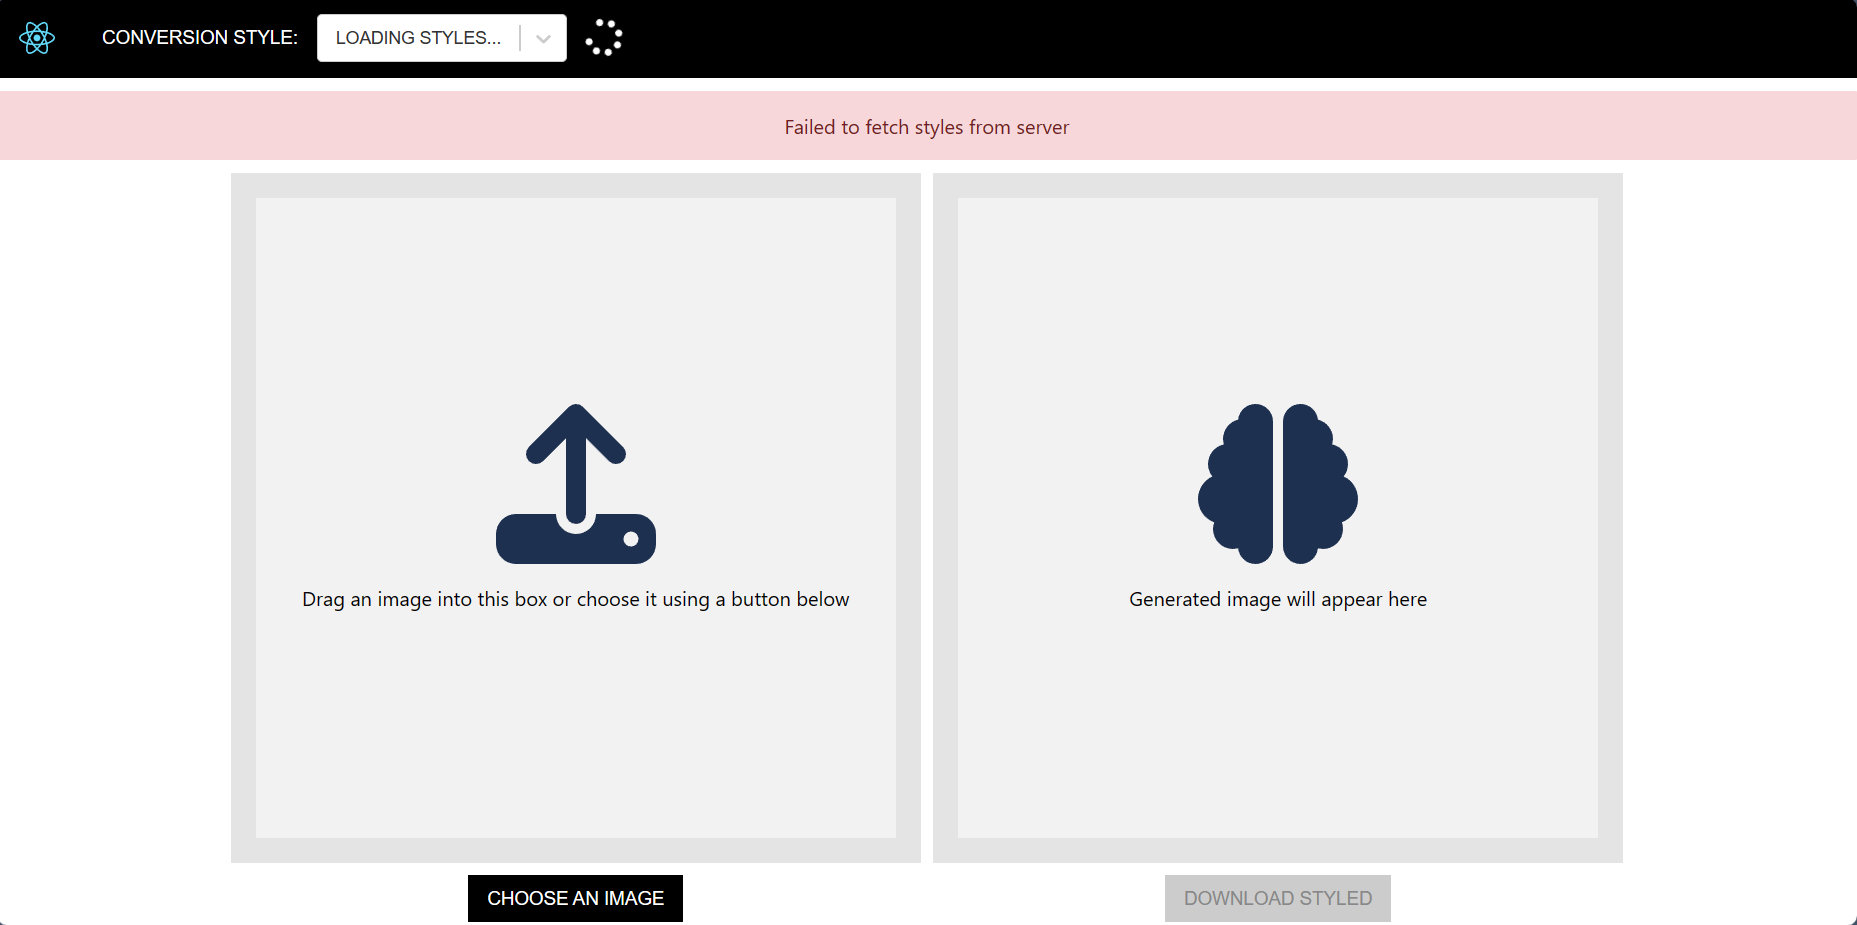 CONVERSION STYLE:
LOADING STYLES...
Failed to fetch styles from server
Drag an image into this box or choose it using a button below
Generated image will appear here
CHOOSE AN IMAGE
DOWNLOAD STYLED